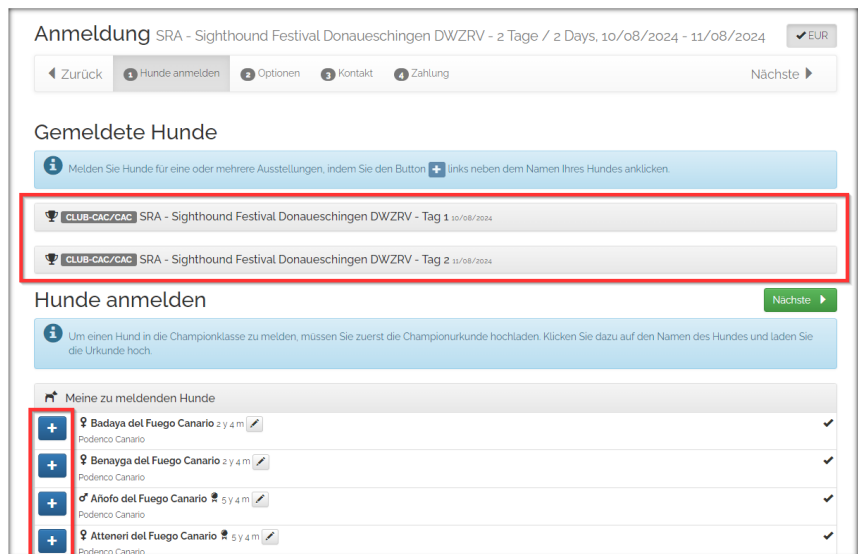 Anmeldung SRA - Sighthound Festival Donaueschingen DWZRV - 2 Tage / 2 Days, 10/08/2024 - 11/08/2024 EUR
Zurück 1 Hunde anmelden 2 Optionen 3 Kontakt 4 Zahlung Nächste
Gemeldete Hunde
Melden Sie Hunde für eine oder mehrere Ausstellungen, indem Sie den Button + links neben dem Namen Ihres Hundes anklicken.
CLUB-CAC/CAC SRA - Sighthound Festival Donaueschingen DWZRV - Tag 1 10/08/2024
CLUB-CAC/CAC SRA - Sighthound Festival Donaueschingen DWZRV - Tag 2 11/08/2024
Hunde anmelden Nächste
Um einen Hund in die Championklasse zu melden, müssen Sie zuerst die Championurkunde hochladen. Klicken Sie dazu auf den Namen des Hundes und laden Sie
die Urkunde hoch.
Meine zu meldenden Hunde
+ ♀ Badaya del Fuego Canario 2 y 4 m
Podenco Canario
+ ♀ Benayga del Fuego Canario 2 y 4 m
Podenco Canario
+ ♂ Añofo del Fuego Canario 5 y 4 m
Podenco Canario
+ ♀ Atteneri del Fuego Canario 5 y 4 m
Podenco Canario